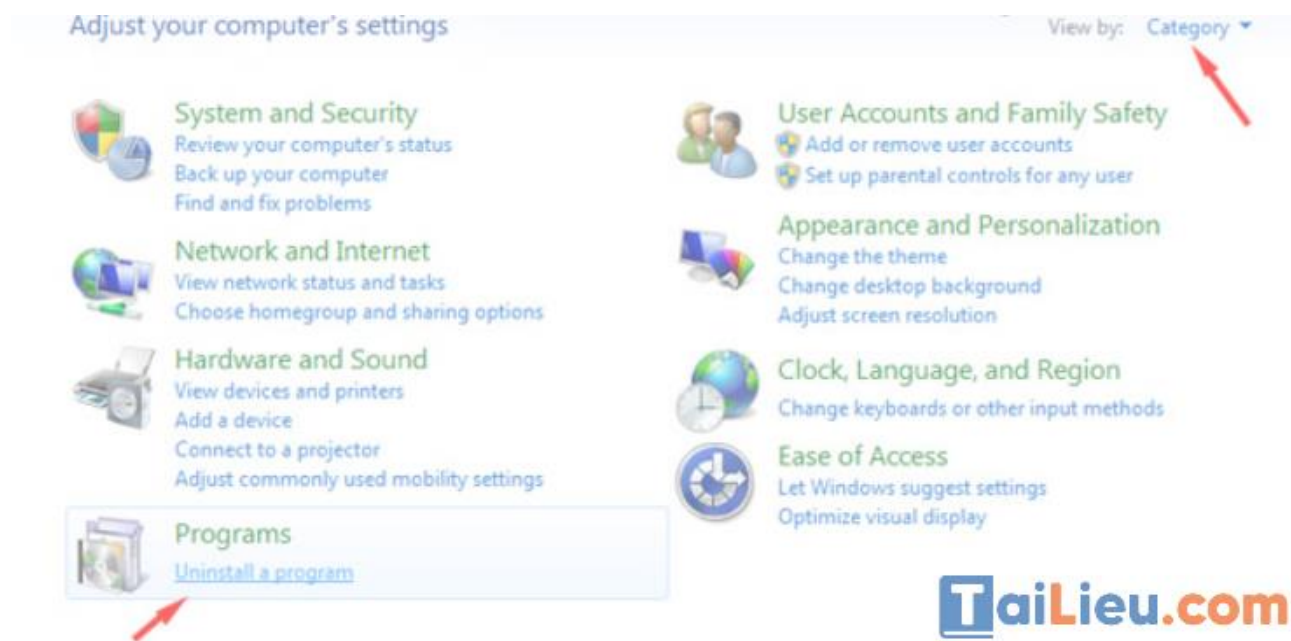 Adjust your computer's settings
View by: Category
System and Security
Review your computer's status
Back up your computer
Find and fix problems
Network and Internet
View network status and tasks
Choose homegroup and sharing options
Hardware and Sound
View devices and printers
Add a device
Connect to a projector
Adjust commonly used mobility settings
Programs
Uninstall a program
User Accounts and Family Safety
Add or remove user accounts
Set up parental controls for any user
Appearance and Personalization
Change the theme
Change desktop background
Adjust screen resolution
Clock, Language, and Region
Change keyboards or other input methods
Ease of Access
Let Windows suggest settings
Optimize visual display
TaiLieu.com